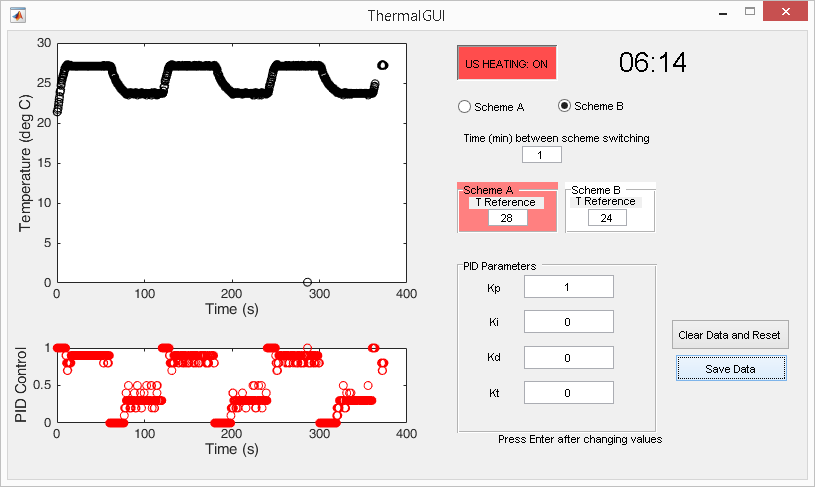 ThermalGUI
30
25
20
15
10
5
0
Temperature (deg C)
0 100 200 300 400
Time (s)
1
0.5
0
PID Control
0 100 200 300 400
Time (s)
US HEATING: ON
06:14
Scheme A Scheme B
Time (min) between scheme switching
1
Scheme A Scheme B
T Reference T Reference
28 24
PID Parameters
Kp 1
Ki 0
Kd 0
Kt 0
Press Enter after changing values
Clear Data and Reset
Save Data